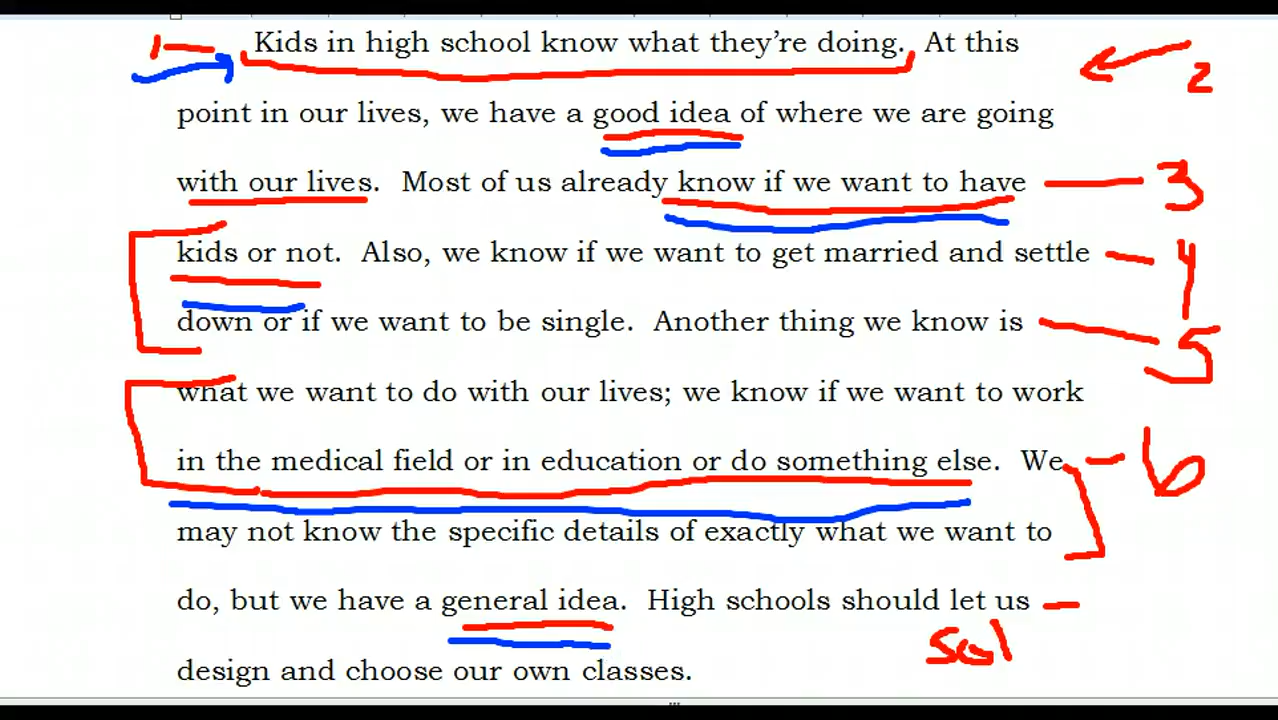 1 Kids in high school know what they're doing. At this
2
point in our lives, we have a good idea of where we are going
with our lives. Most of us already know if we want to have 3
kids or not. Also, we know if we want to get married and settle 4
down or if we want to be single. Another thing we know is 5
what we want to do with our lives; we know if we want to work
in the medical field or in education or do something else. We 6
may not know the specific details of exactly what we want to
do, but we have a general idea. High schools should let us
sol
design and choose our own classes.